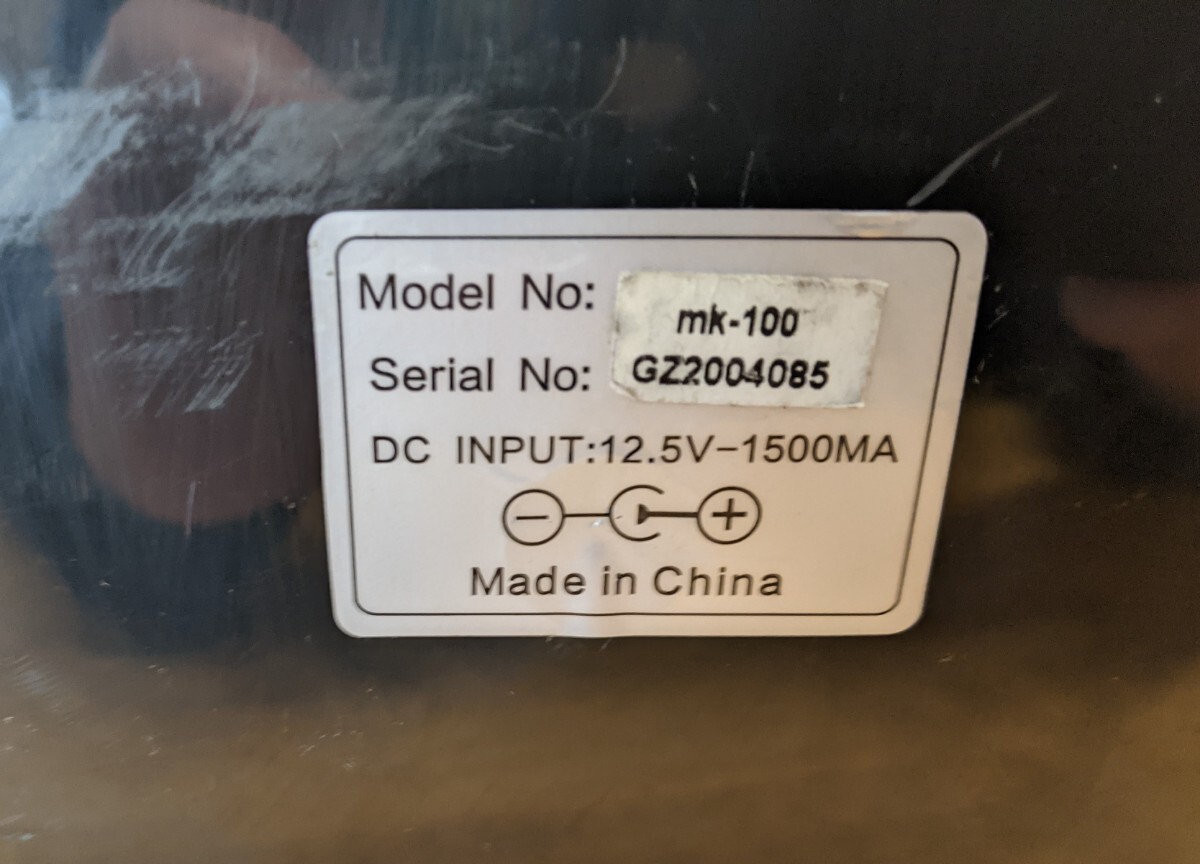 Model No: mk-100
Serial No: GZ2004085
DC INPUT:12.5V-1500MA
Made in China